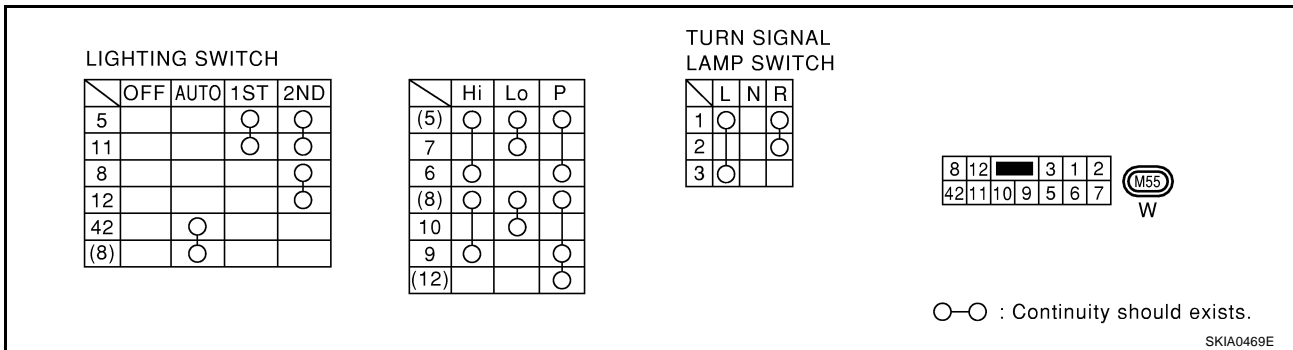 LIGHTING SWITCH
OFF AUTO 1ST 2ND
5
11
8
12
42
(8)
Hi Lo P
(5)
7
6
(8)
10
9
(12)
TURN SIGNAL
LAMP SWITCH
L N R
1
2
3
8 12 3 1 2
42 11 10 9 5 6 7
M55
W
: Continuity should exists.
SKIA0469E